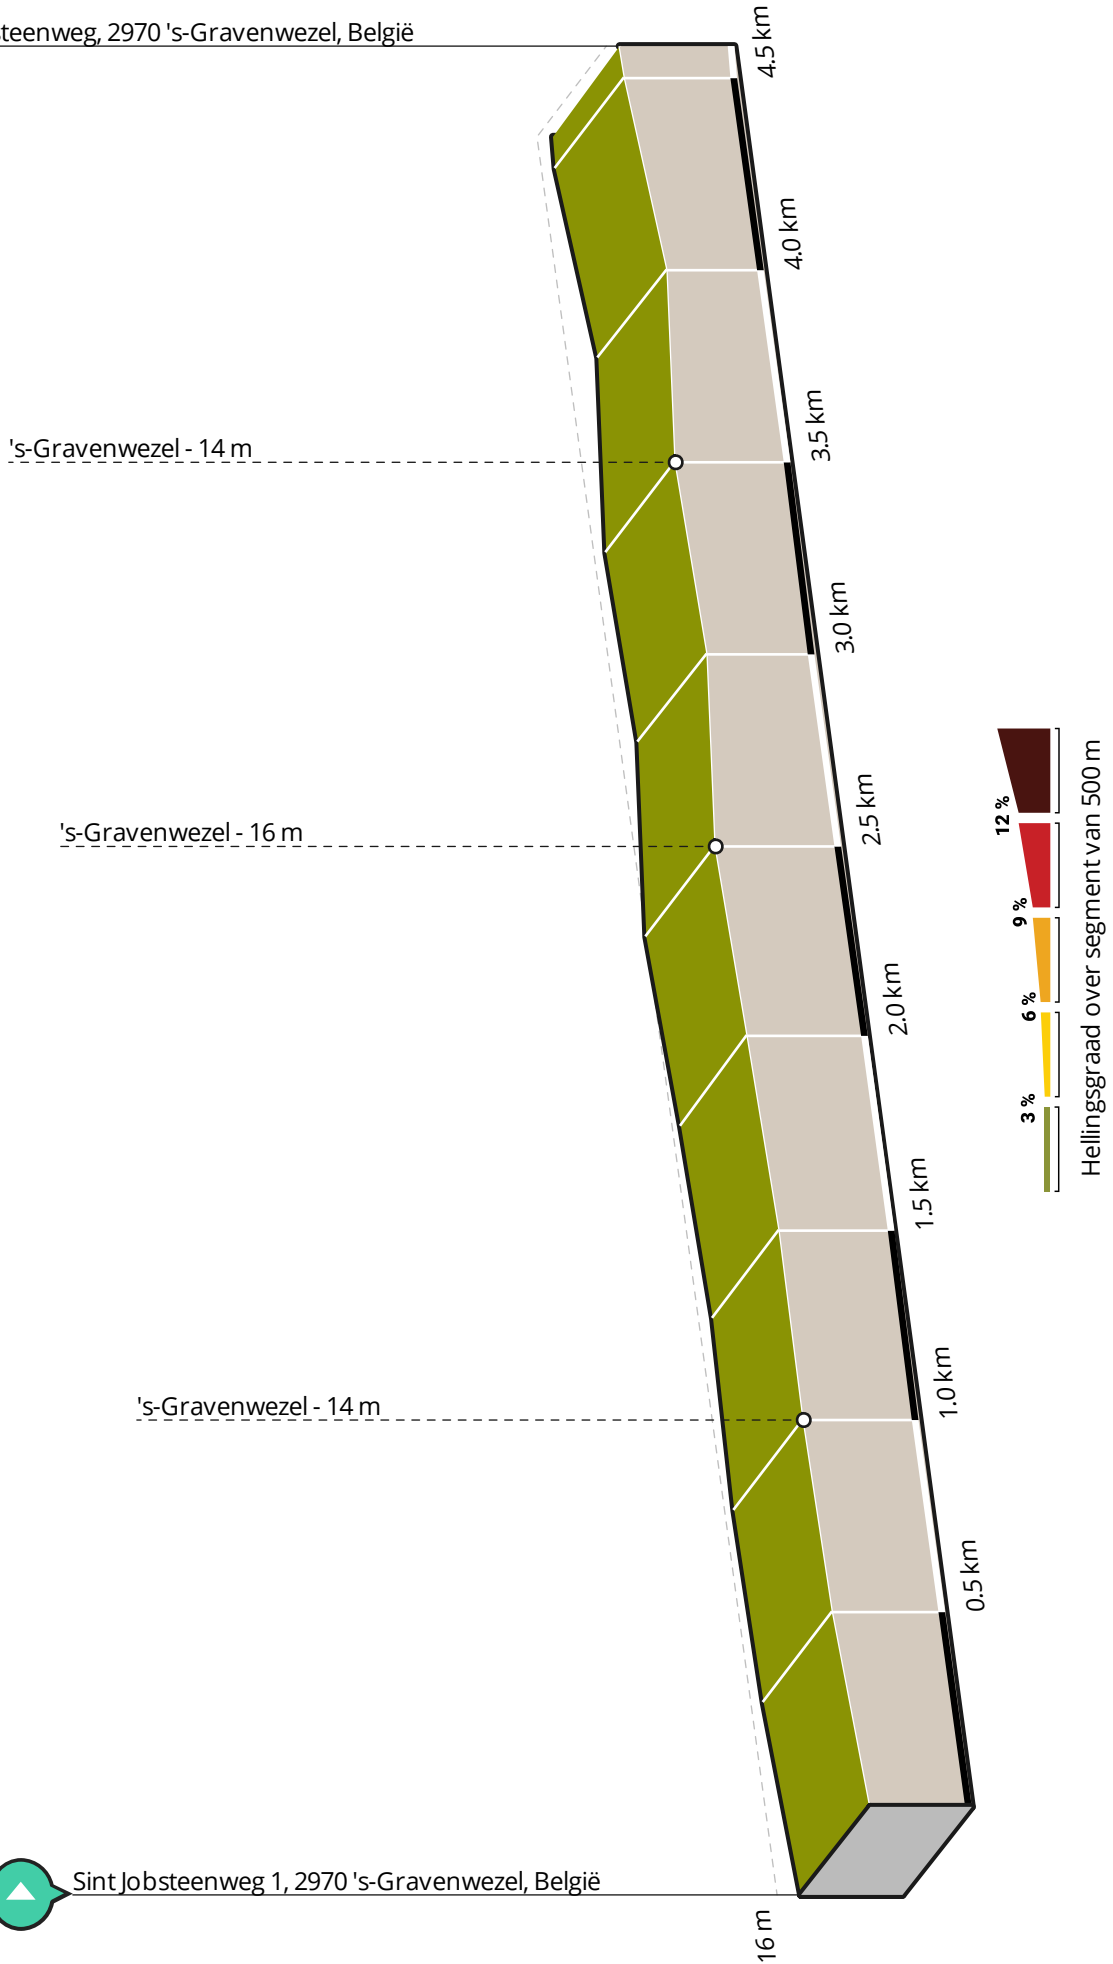 teenweg, 2970 's-Gravenwezel, België
4.5 km
4.0 km
's-Gravenwezel - 14 m
3.5 km
3.0 km
's-Gravenwezel - 16 m
2.5 km
2.0 km
's-Gravenwezel - 14 m
1.5 km
1.0 km
0.5 km
Sint Jobsteenweg 1, 2970 's-Gravenwezel, België
16 m
3 %
6 %
9 %
12 %
Hellingsgraad over segment van 500 m